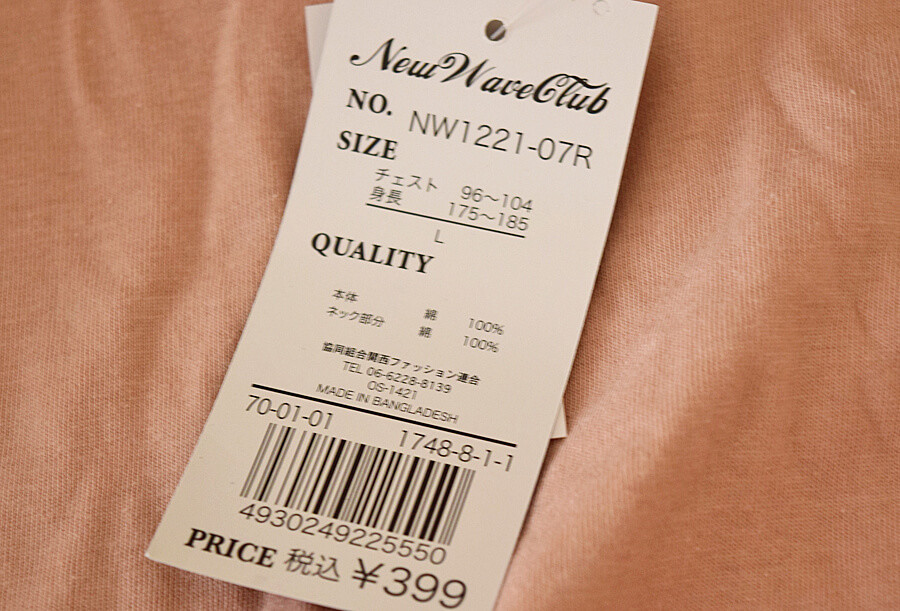 New Wave Club
NO. NW1221-07R
SIZE
チェスト 96〜104
身長 175〜185
L
QUALITY
本体 綿 100%
ネック部分 綿 100%
協同組合関西ファッション連合
TEL 06-6228-8139
OS-1421
MADE IN BANGLADESH
70-01-01 1748-8-1-1
4930249225550
PRICE 税込 ¥399